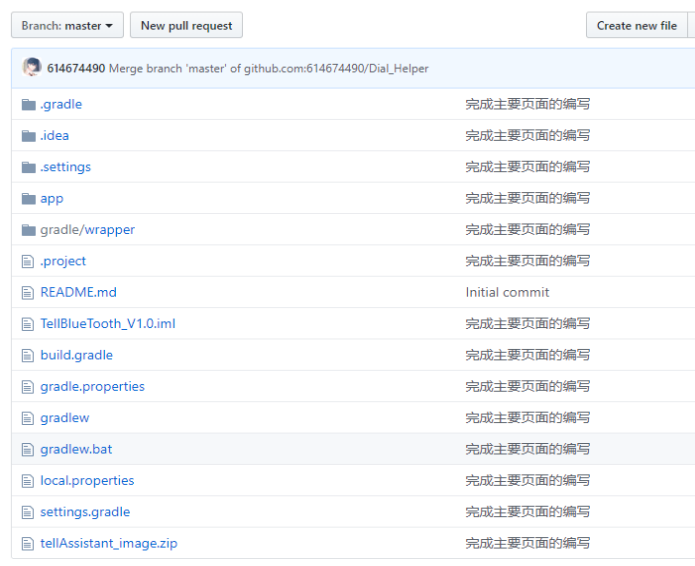 Branch: master New pull request Create new file
614674490 Merge branch 'master' of github.com:614674490/Dial_Helper
.gradle 完成主要页面的编写
.idea 完成主要页面的编写
.settings 完成主要页面的编写
app 完成主要页面的编写
gradle/wrapper 完成主要页面的编写
.project 完成主要页面的编写
README.md Initial commit
TellBlueTooth_V1.0.iml 完成主要页面的编写
build.gradle 完成主要页面的编写
gradle.properties 完成主要页面的编写
gradlew 完成主要页面的编写
gradlew.bat 完成主要页面的编写
local.properties 完成主要页面的编写
settings.gradle 完成主要页面的编写
tellAssistant_image.zip 完成主要页面的编写